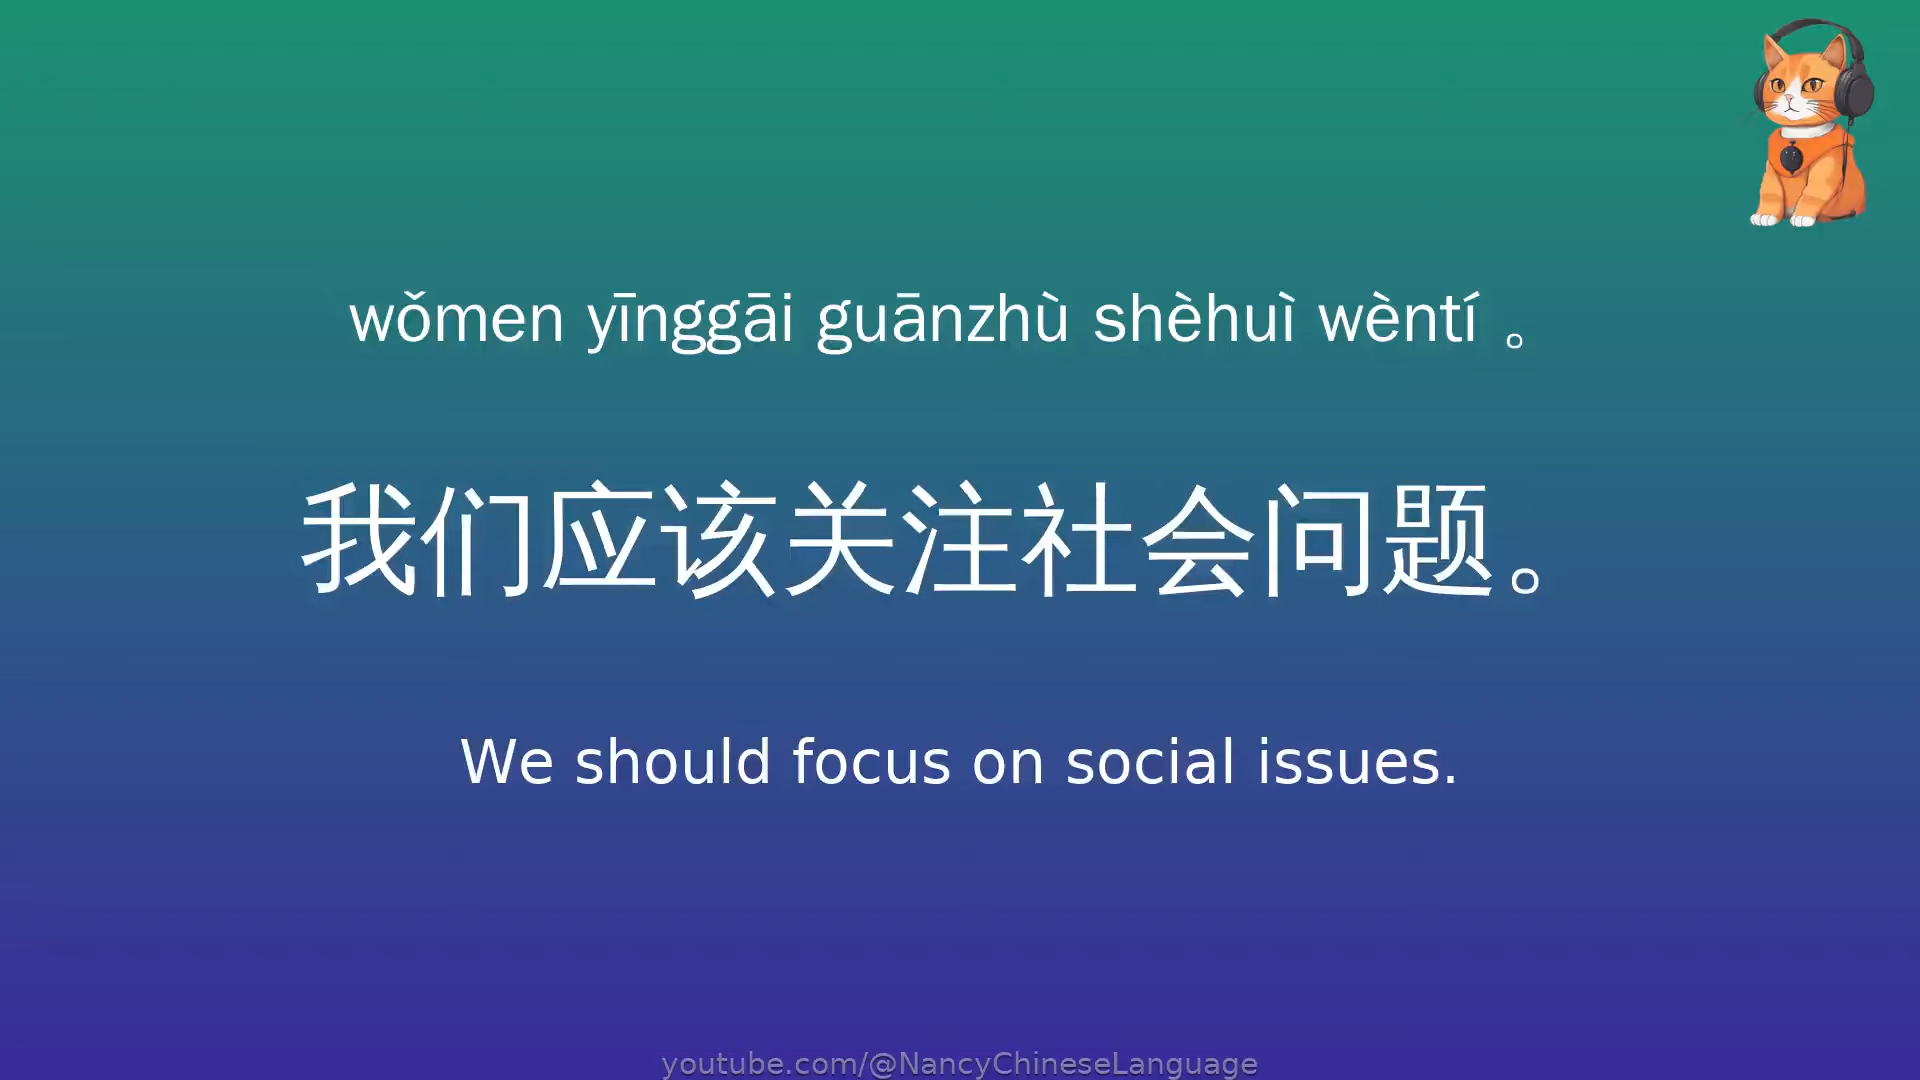 wǒmen yīnggāi guānzhù shèhuì wèntí 。
我们应该关注社会问题。
We should focus on social issues.
youtube.com/@NancyChineseLanguage